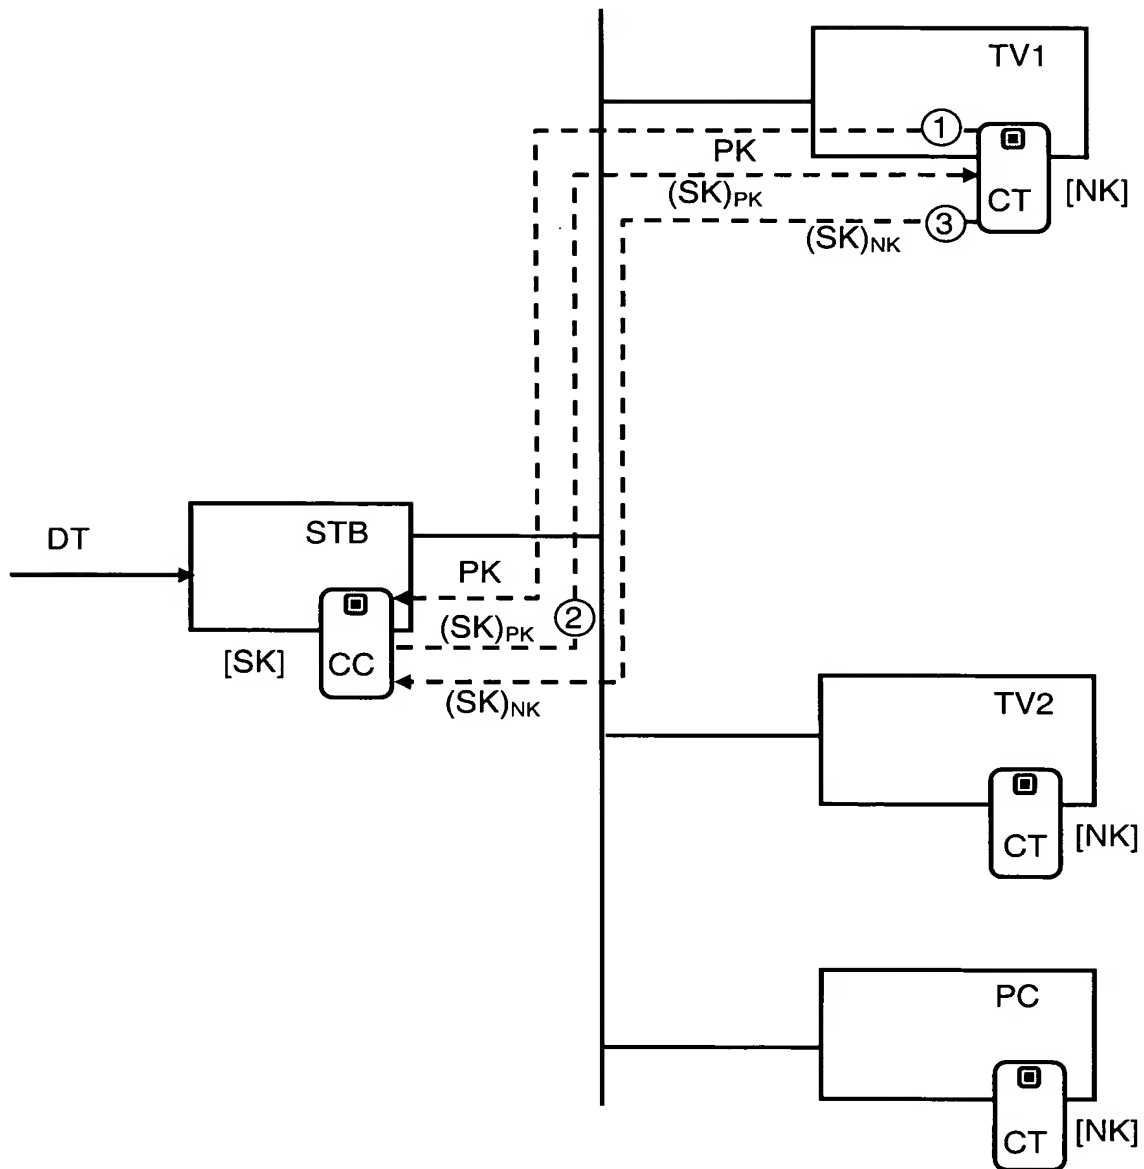 TV1
①
PK
CT
[NK]
(SK)PK
③
(SK)NK
DT
STB
PK
②
(SK)PK
[SK]
CC
(SK)NK
TV2
CT
[NK]
PC
CT
[NK]